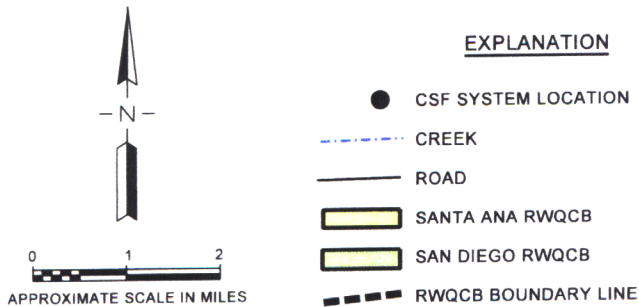 N
0 1 2
APPROXIMATE SCALE IN MILES
EXPLANATION
CSF SYSTEM LOCATION
CREEK
ROAD
SANTA ANA RWQCB
SAN DIEGO RWQCB
RWQCB BOUNDARY LINE